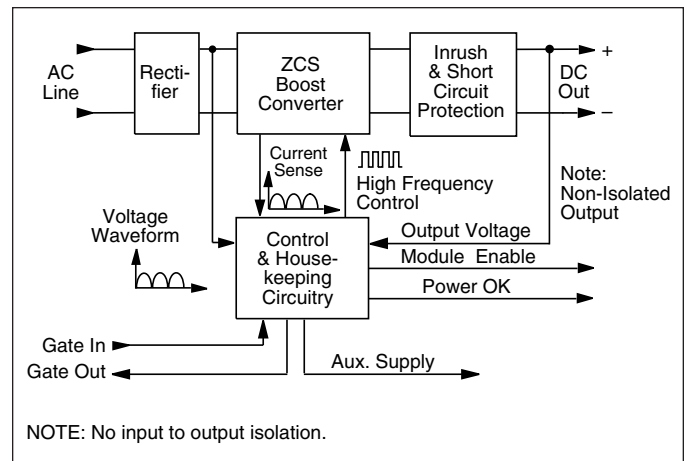 AC
Line
Recti-
fier
ZCS
Boost
Converter
Inrush
& Short
Circuit
Protection
+
DC
Out
–
Current
Sense
High Frequency
Control
Note:
Non-Isolated
Output
Voltage
Waveform
Control
& House-
keeping
Circuitry
Output Voltage
Module Enable
Power OK
Gate In
Gate Out
Aux. Supply
NOTE: No input to output isolation.